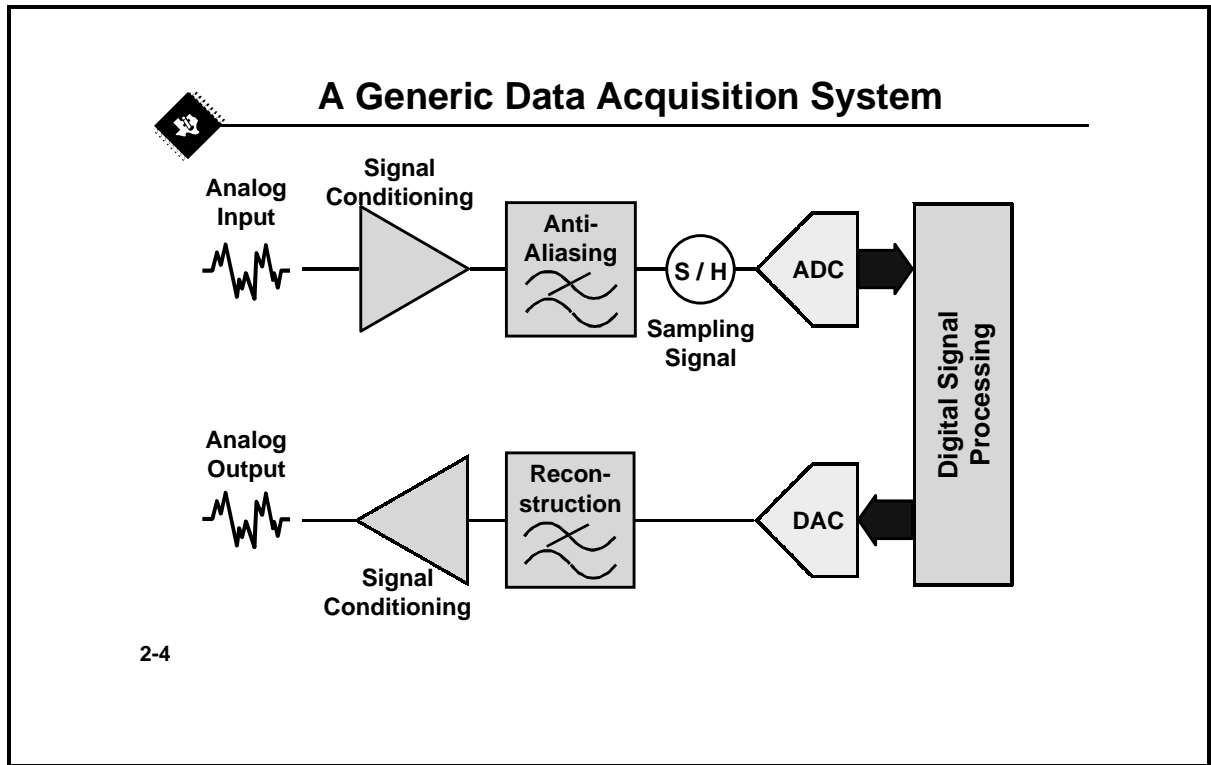 A Generic Data Acquisition System
Analog
Input
Signal
Conditioning
Anti-
Aliasing
S / H
Sampling
Signal
ADC
Digital Signal
Processing
Analog
Output
Signal
Conditioning
Recon-
struction
DAC
2-4